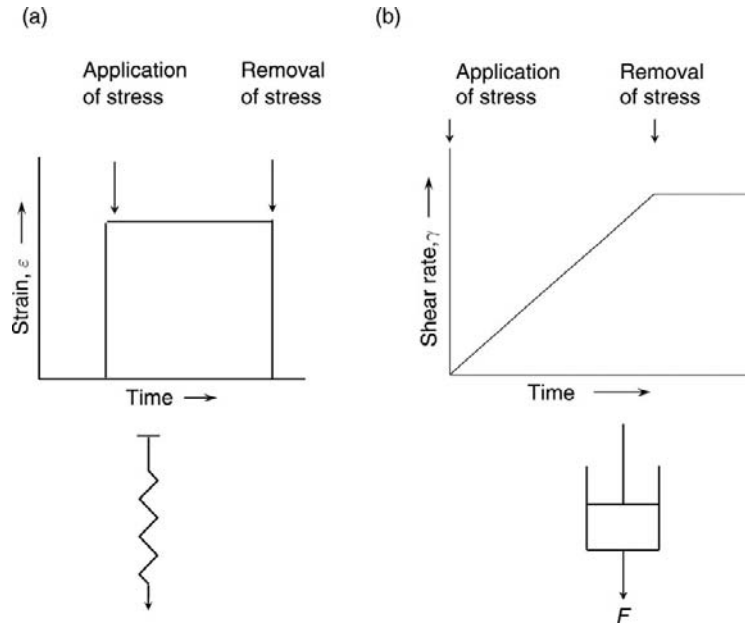 (a)
Application
of stress
Removal
of stress
Strain, ε
Time
(b)
Application
of stress
Removal
of stress
Shear rate, γ
Time
F